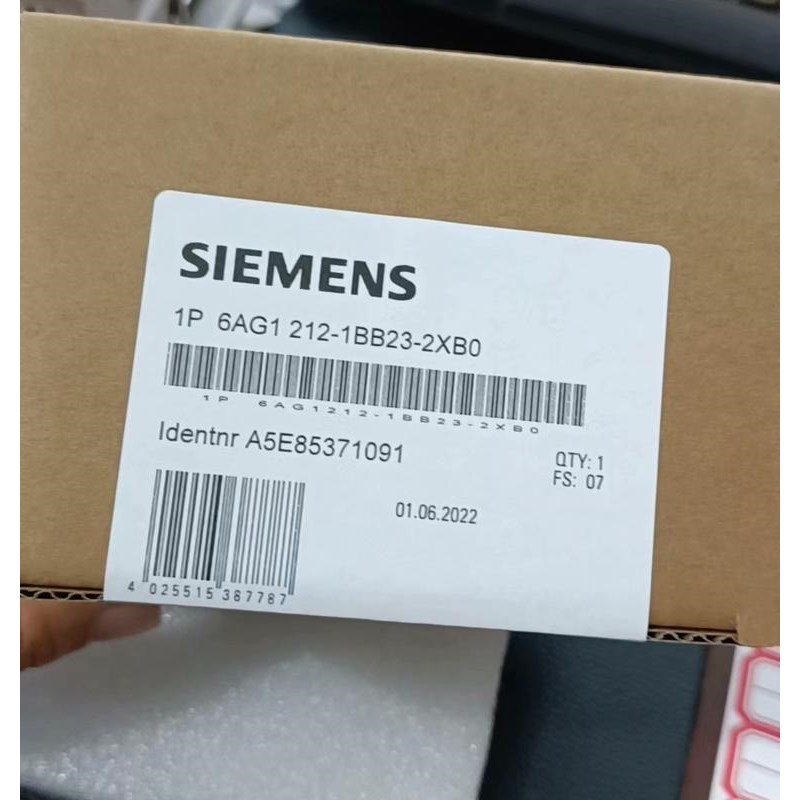 SIEMENS
1P 6AG1 212-1BB23-2XB0
1P 6AG1212-1BB23-2XB0
Identnr A5E85371091
QTY: 1
FS: 07
01.06.2022
4 025515 387787